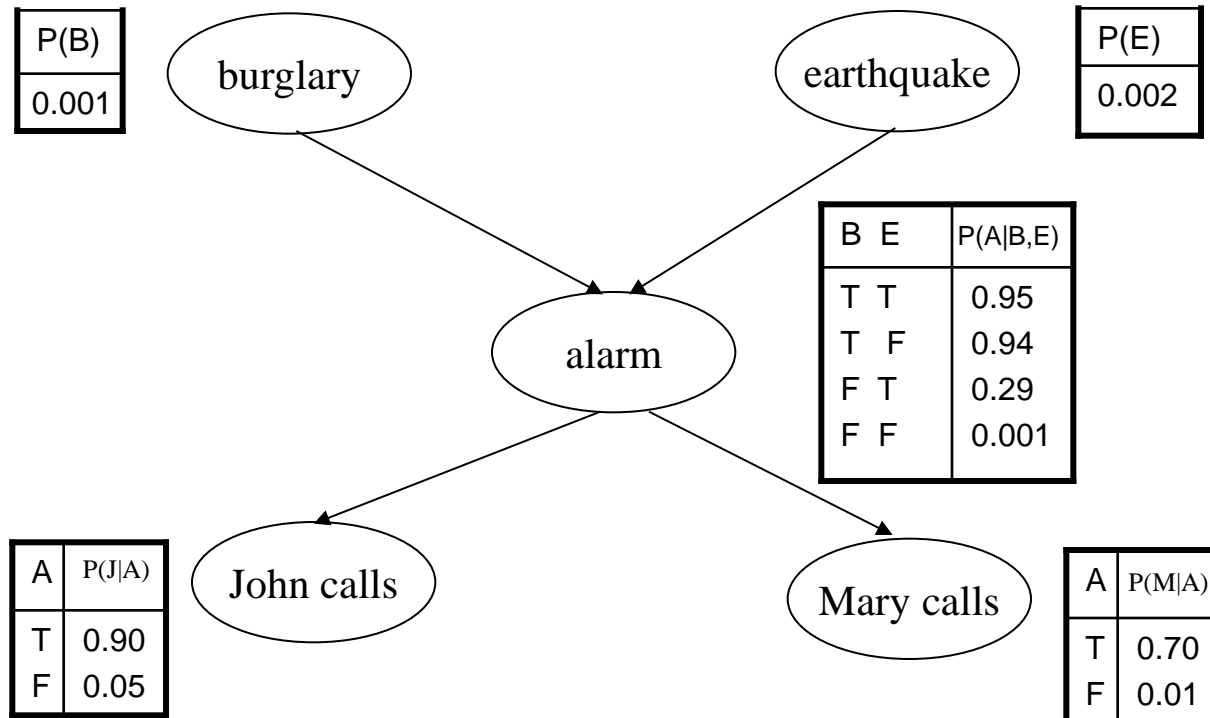 P(B)
0.001
burglary
earthquake
P(E)
0.002
B E P(A|B,E)
T T 0.95
T F 0.94
F T 0.29
F F 0.001
alarm
A P(J|A)
T 0.90
F 0.05
John calls
Mary calls
A P(M|A)
T 0.70
F 0.01